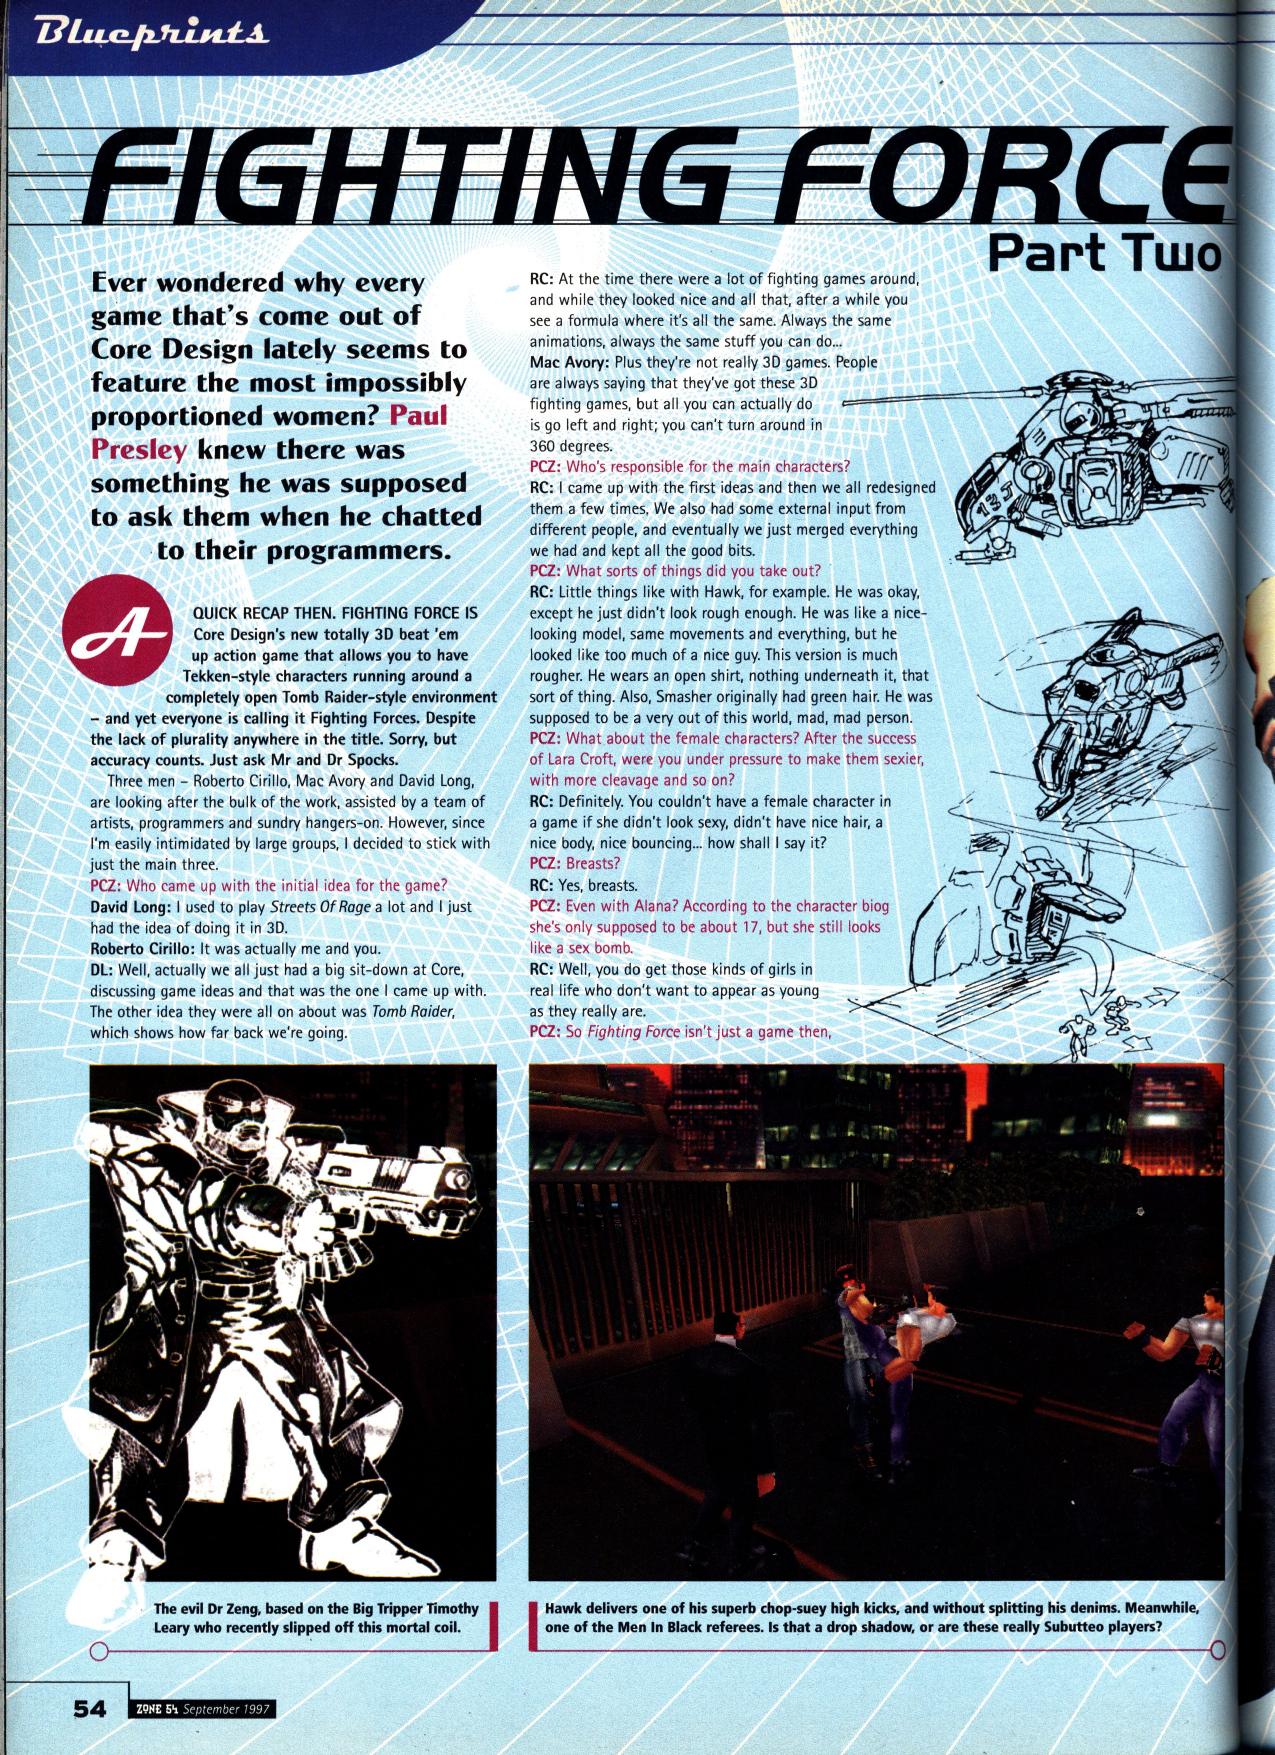 Blueprints
FIGHTING FORCE
Part Two
Ever wondered why every
game that's come out of
Core Design lately seems to
feature the most impossibly
proportioned women? Paul
Presley knew there was
something he was supposed
to ask them when he chatted
to their programmers.
A QUICK RECAP THEN. FIGHTING FORCE IS
Core Design's new totally 3D beat 'em
up action game that allows you to have
Tekken-style characters running around a
completely open Tomb Raider-style environment
– and yet everyone is calling it Fighting Forces. Despite
the lack of plurality anywhere in the title. Sorry, but
accuracy counts. Just ask Mr and Dr Spocks.
Three men – Roberto Cirillo, Mac Avory and David Long,
are looking after the bulk of the work, assisted by a team of
artists, programmers and sundry hangers-on. However, since
I'm easily intimidated by large groups, I decided to stick with
just the main three.
PCZ: Who came up with the initial idea for the game?
David Long: I used to play Streets Of Rage a lot and I just
had the idea of doing it in 3D.
Roberto Cirillo: It was actually me and you.
DL: Well, actually we all just had a big sit-down at Core,
discussing game ideas and that was the one I came up with.
The other idea they were all on about was Tomb Raider,
which shows how far back we're going.
RC: At the time there were a lot of fighting games around,
and while they looked nice and all that, after a while you
see a formula where it's all the same. Always the same
animations, always the same stuff you can do...
Mac Avory: Plus they're not really 3D games. People
are always saying that they've got these 3D
fighting games, but all you can actually do
is go left and right; you can't turn around in
360 degrees.
PCZ: Who's responsible for the main characters?
RC: I came up with the first ideas and then we all redesigned
them a few times. We also had some external input from
different people, and eventually we just merged everything
we had and kept all the good bits.
PCZ: What sorts of things did you take out?
RC: Little things like with Hawk, for example. He was okay,
except he just didn't look rough enough. He was like a nice-
looking model, same movements and everything, but he
looked like too much of a nice guy. This version is much
rougher. He wears an open shirt, nothing underneath it, that
sort of thing. Also, Smasher originally had green hair. He was
supposed to be a very out of this world, mad, mad person.
PCZ: What about the female characters? After the success
of Lara Croft, were you under pressure to make them sexier,
with more cleavage and so on?
RC: Definitely. You couldn't have a female character in
a game if she didn't look sexy, didn't have nice hair, a
nice body, nice bouncing... how shall I say it?
PCZ: Breasts?
RC: Yes, breasts.
PCZ: Even with Alana? According to the character biog
she's only supposed to be about 17, but she still looks
like a sex bomb.
RC: Well, you do get those kinds of girls in
real life who don't want to appear as young
as they really are.
PCZ: So Fighting Force isn't just a game then,
The evil Dr Zeng, based on the Big Tripper Timothy
Leary who recently slipped off this mortal coil.
Hawk delivers one of his superb chop-suey high kicks, and without splitting his denims. Meanwhile,
one of the Men In Black referees. Is that a drop shadow, or are these really Subutteo players?
54 ZONE 54 September 1997